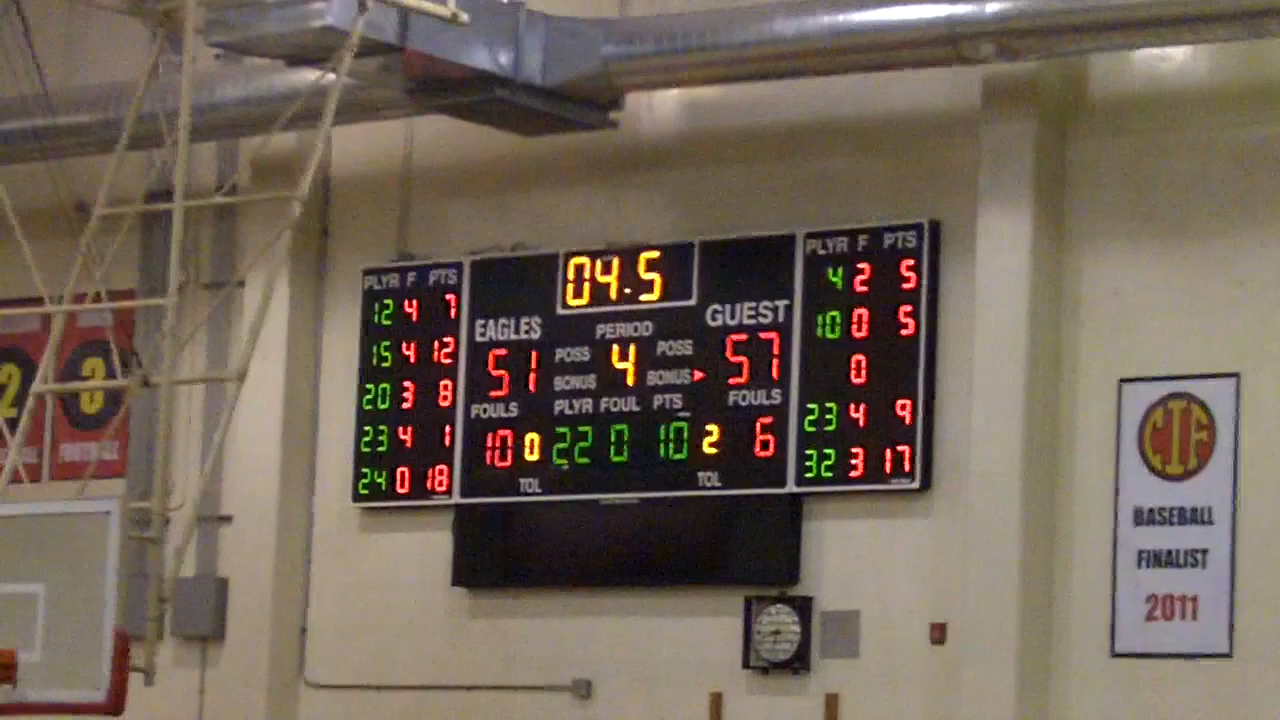 PLYR F PTS
12 4 7
15 4 12
20 3 8
23 4 1
24 0 18
04.5
EAGLES PERIOD GUEST
51 POSS 4 POSS 57
BONUS BONUS
FOULS PLYR FOUL PTS FOULS
10 0 22 0 10 2 6
TOL TOL
PLYR F PTS
4 2 5
10 0 5
0
23 4 9
32 3 17
CIF
BASEBALL
FINALIST
2011
2
3
FOOTBALL